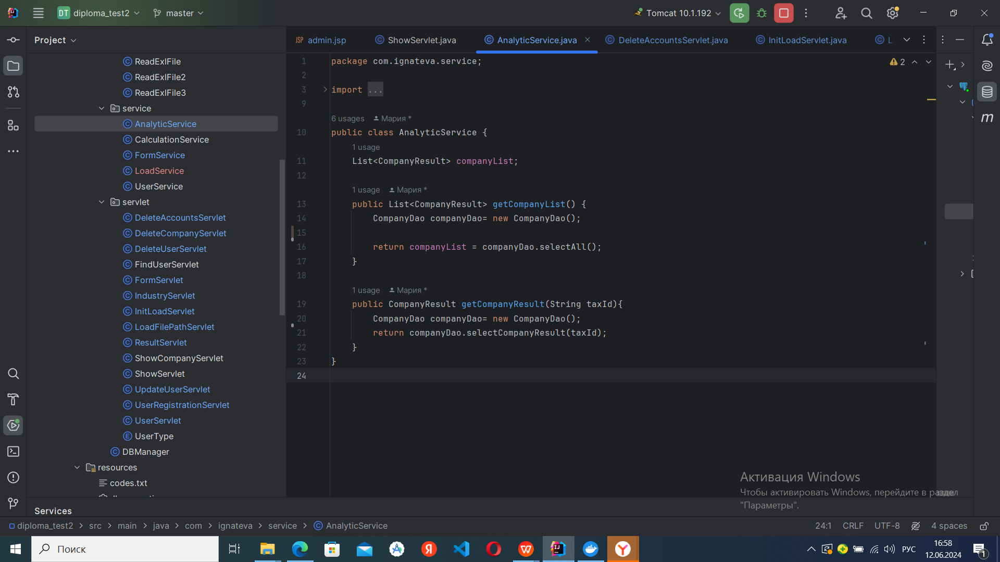 DT diploma_test2
master
Tomcat 10.1.192
Project
ReadExlFile
ReadExlFile2
ReadExlFile3
service
AnalyticService
CalculationService
FormService
LoadService
UserService
servlet
DeleteAccountsServlet
DeleteCompanyServlet
DeleteUserServlet
FindUserServlet
FormServlet
IndustryServlet
InitLoadServlet
LoadFilePathServlet
ResultServlet
ShowCompanyServlet
ShowServlet
UpdateUserServlet
UserRegistrationServlet
UserServlet
UserType
DBManager
resources
codes.txt
JSP admin.jsp
ShowServlet.java
AnalyticService.java
DeleteAccountsServlet.java
InitLoadServlet.java
2
1 package com.ignateva.service;
2
3 import ...
9
6 usages Мария *
10 public class AnalyticService {
1 usage
11 List<CompanyResult> companyList;
12
1 usage Мария *
13 public List<CompanyResult> getCompanyList() {
14 CompanyDao companyDao= new CompanyDao();
15
16 return companyList = companyDao.selectAll();
17 }
18
1 usage Мария *
19 public CompanyResult getCompanyResult(String taxId){
20 CompanyDao companyDao= new CompanyDao();
21 return companyDao.selectCompanyResult(taxId);
22 }
23 }
24
Активация Windows
Чтобы активировать Windows, перейдите в раздел
"Параметры".
Services
diploma_test2 > src > main > java > com > ignateva > service > AnalyticService
24:1 CRLF UTF-8 4 spaces
Поиск
РУС
16:58
12.06.2024
1